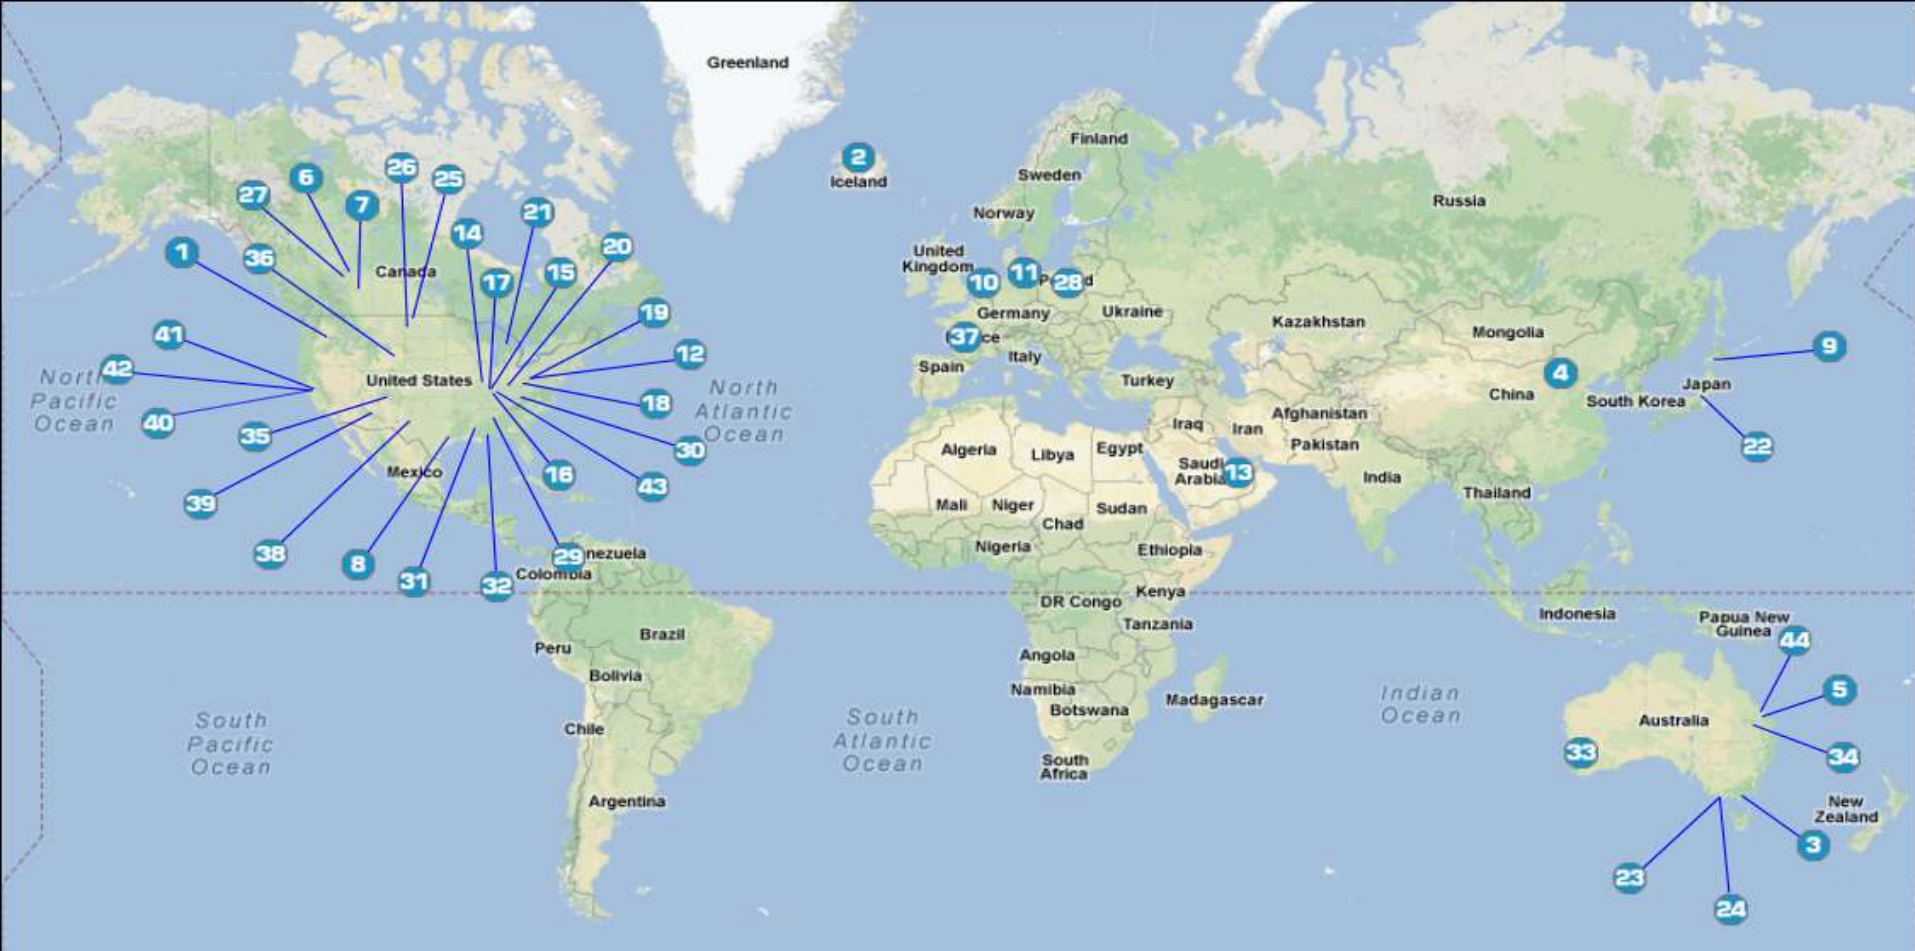 Greenland
Finland
26
2
Iceland
Sweden
6
25
27
Russia
7
21
Norway
14
20
1
36
United
Kingdom
Canada
17
15
10
11
P
28
d
19
Germany
Ukraine
Kazakhstan
Mongolia
41
37
ce
12
Italy
9
42
North
Pacific
Ocean
United States
North
Atlantic
Ocean
Spain
Turkey
4
China
Japan
South Korea
18
40
Afghanistan
35
Iraq
Iran
Pakistan
30
22
Algeria
Libya
Egypt
Mexico
16
Saudi
Arabia
13
India
43
Thailand
39
Mali
Niger
Sudan
Chad
38
8
29
nezuela
Nigeria
Ethiopia
31
32
Colombia
DR Congo
Kenya
Indonesia
Papua New
Guinea
Brazil
Tanzania
44
Peru
Angola
Bolivia
Namibia
Madagascar
5
Indian
Ocean
Botswana
South
Pacific
Ocean
South
Atlantic
Ocean
Australia
Chile
33
34
South
Africa
Argentina
New
Zealand
3
23
24